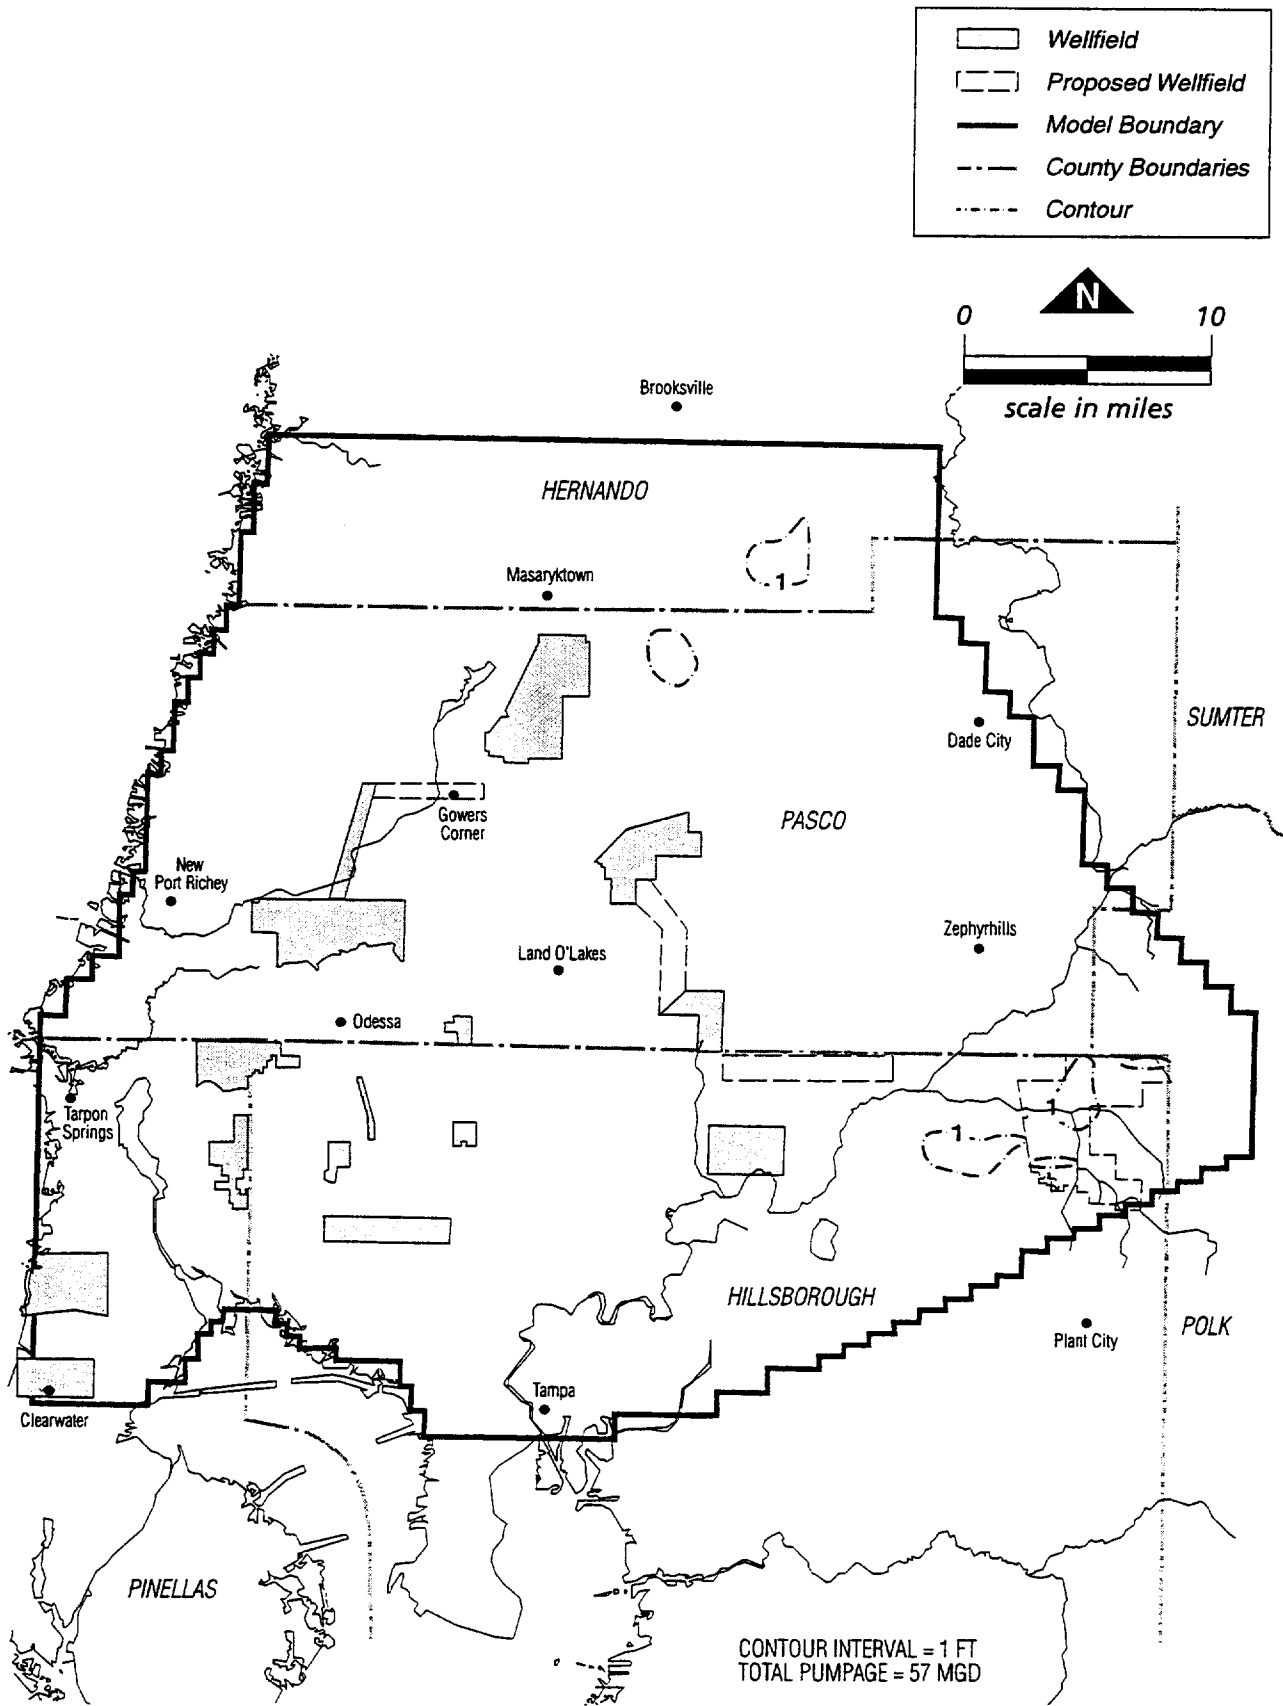 Wellfield
Proposed Wellfield
Model Boundary
County Boundaries
Contour
N
0
10
scale in miles
Brooksville
HERNANDO
1
Masaryktown
SUMTER
Dade City
PASCO
Gowers
Corner
New
Port Richey
Zephyrhills
Land O'Lakes
Odessa
Tarpon
Springs
1
1
HILLSBOROUGH
POLK
Plant City
Tampa
Clearwater
PINELLAS
CONTOUR INTERVAL = 1 FT
TOTAL PUMPAGE = 57 MGD